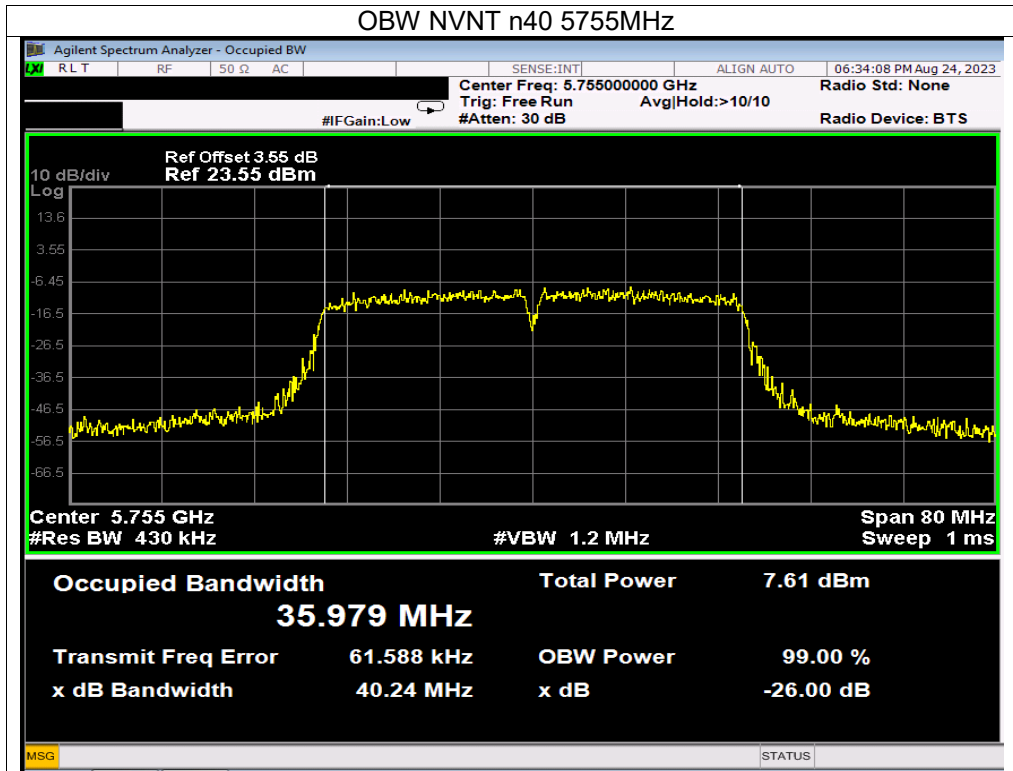 OBW NVNT n40 5755MHz
Agilent Spectrum Analyzer - Occupied BW
LXI RLT RF 50 Ω AC SENSE:INT ALIGN AUTO 06:34:08 PM Aug 24, 2023
Center Freq: 5.755000000 GHz Radio Std: None
Trig: Free Run Avg|Hold:>10/10
#IFGain:Low #Atten: 30 dB Radio Device: BTS
Ref Offset 3.55 dB
10 dB/div Ref 23.55 dBm
Log
13.6
3.55
-6.45
-16.5
-26.5
-36.5
-46.5
-56.5
-66.5
Center 5.755 GHz Span 80 MHz
#Res BW 430 kHz #VBW 1.2 MHz Sweep 1 ms
Occupied Bandwidth Total Power 7.61 dBm
35.979 MHz
Transmit Freq Error 61.588 kHz OBW Power 99.00 %
x dB Bandwidth 40.24 MHz x dB -26.00 dB
MSG STATUS